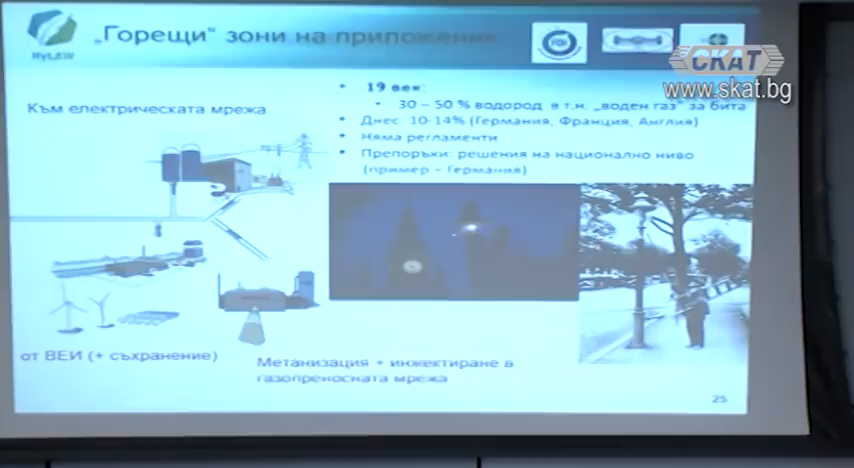 HyLAW
„Горещи“ зони на приложение
СКАТ
www.skat.bg
Към електрическата мрежа
• 19 век:
• 30 – 50 % водород в т.н. „воден газ“ за бита
• Днес: 10-14% (Германия, Франция, Англия)
• Няма регламенти
• Препоръки: решения на национално ниво
(пример – Германия)
от ВЕИ (+ съхранение)
Метанизация + инжектиране в
газопреносната мрежа
25